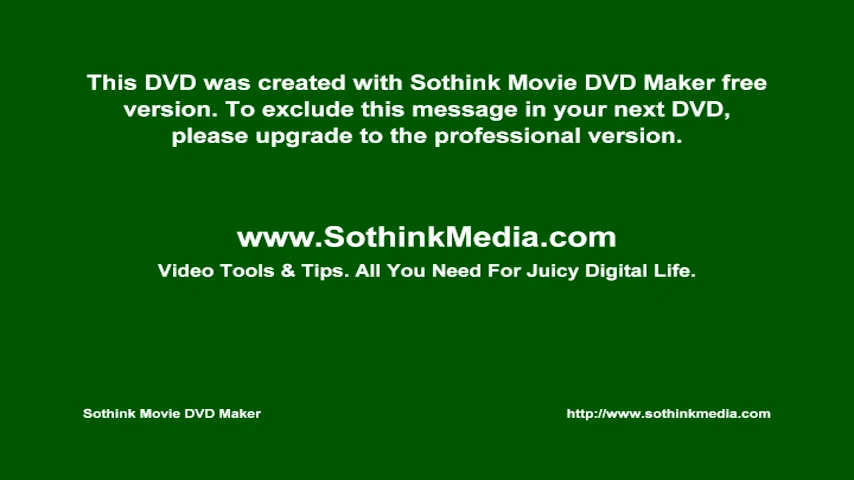 This DVD was created with Sothink Movie DVD Maker free
version. To exclude this message in your next DVD,
please upgrade to the professional version.
www.SothinkMedia.com
Video Tools & Tips. All You Need For Juicy Digital Life.
Sothink Movie DVD Maker
http://www.sothinkmedia.com